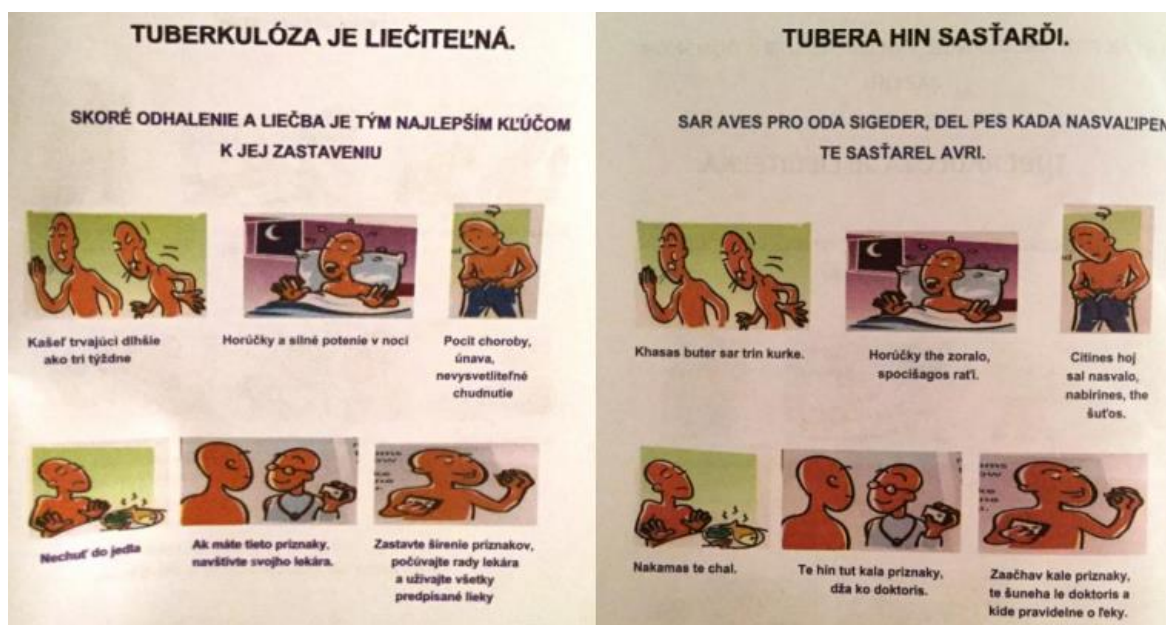 TUBERKULÓZA JE LIEČITEĽNÁ.
SKORÉ ODHALENIE A LIEČBA JE TÝM NAJLEPŠÍM KĽÚČOM
K JEJ ZASTAVENIU
Kašeľ trvajúci dlhšie
ako tri týždne
Horúčky a silné potenie v noci
Pocit choroby,
únava,
nevysvetliteľné
chudnutie
Nechuť do jedla
Ak máte tieto príznaky,
navštívte svojho lekára.
Zastavte šírenie príznakov,
počúvajte rady lekára
a užívajte všetky
predpísané lieky
TUBERA HIN SASŤARĎI.
SAR AVES PRO ODA SIGEDER, DEL PES KADA NASVAĽIPEN
TE SASŤAREL AVRI.
Khasas buter sar trin kurke.
Horúčky the zoralo,
spocišagos raťi.
Citines hoj
sal nasvalo,
nabirines, the
šuťos.
Nakamas te chal.
Te hin tut kala priznaky,
dža ko doktoris.
Zaačhav kale priznaky,
te šuneha le doktoris a
kide pravidelne o ľeky.